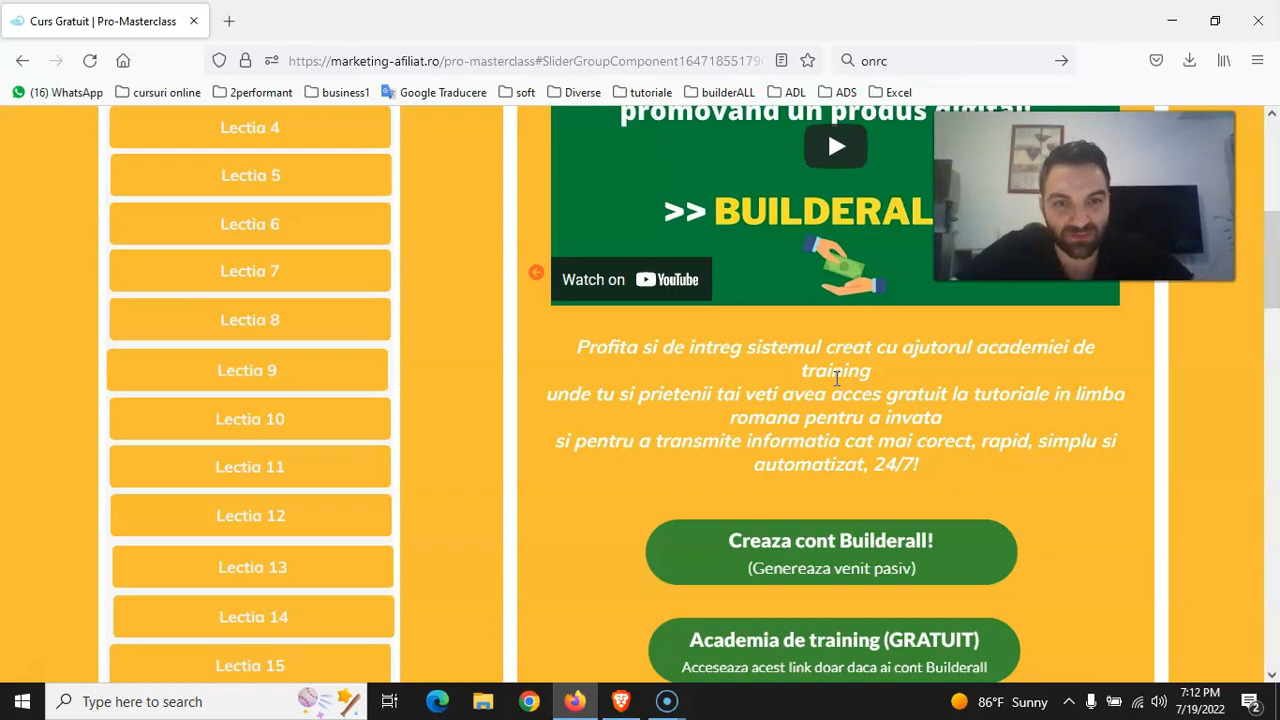 Curs Gratuit | Pro-Masterclass
https://marketing-afiliat.ro/pro-masterclass#SliderGroupComponent1647185517
onrc
(16) WhatsApp
cursuri online
2performant
business1
Google Traducere
soft
Diverse
tutoriale
builderALL
ADL
ADS
Excel
Lectia 4
Lectia 5
Lectia 6
Lectia 7
Lectia 8
Lectia 9
Lectia 10
Lectia 11
Lectia 12
Lectia 13
Lectia 14
Lectia 15
promovand un produs digital!
>> BUILDERAL
Watch on YouTube
Profita si de intreg sistemul creat cu ajutorul academiei de
training
unde tu si prietenii tai veti avea acces gratuit la tutoriale in limba
romana pentru a invata
si pentru a transmite informatia cat mai corect, rapid, simplu si
automatizat, 24/7!
Creaza cont Builderall!
(Genereaza venit pasiv)
Academia de training (GRATUIT)
Acceseaza acest link doar daca ai cont Builderall
Type here to search
86°F Sunny
7:12 PM
7/19/2022
2